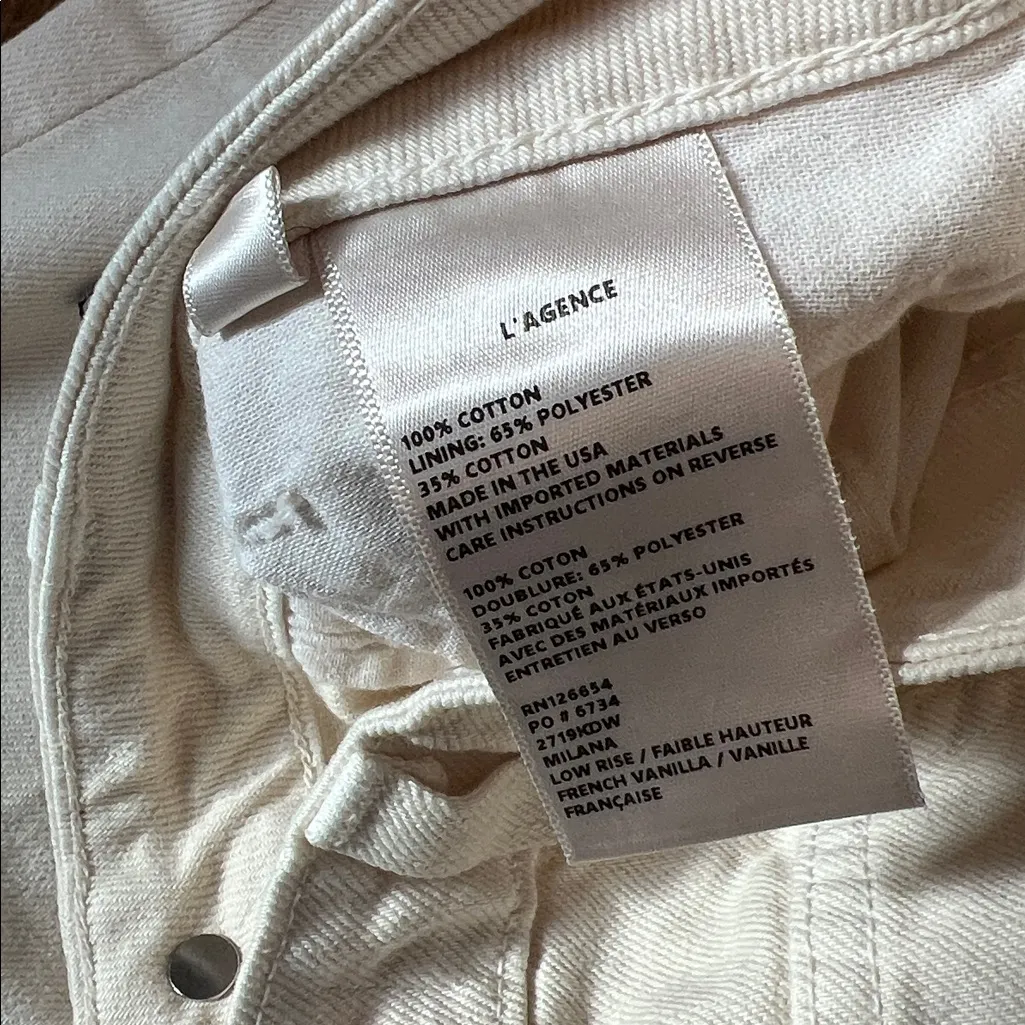 L'AGENCE
100% COTTON
LINING: 65% POLYESTER
35% COTTON
MADE IN THE USA
WITH IMPORTED MATERIALS
CARE INSTRUCTIONS ON REVERSE
100% COTON
DOUBLURE: 65% POLYESTER
35% COTON
FABRIQUÉ AUX ÉTATS-UNIS
AVEC DES MATÉRIAUX IMPORTÉS
ENTRETIEN AU VERSO
RN126654
PO # 6734
2719KDW
MILANA
LOW RISE / FAIBLE HAUTEUR
FRENCH VANILLA / VANILLE
FRANÇAISE